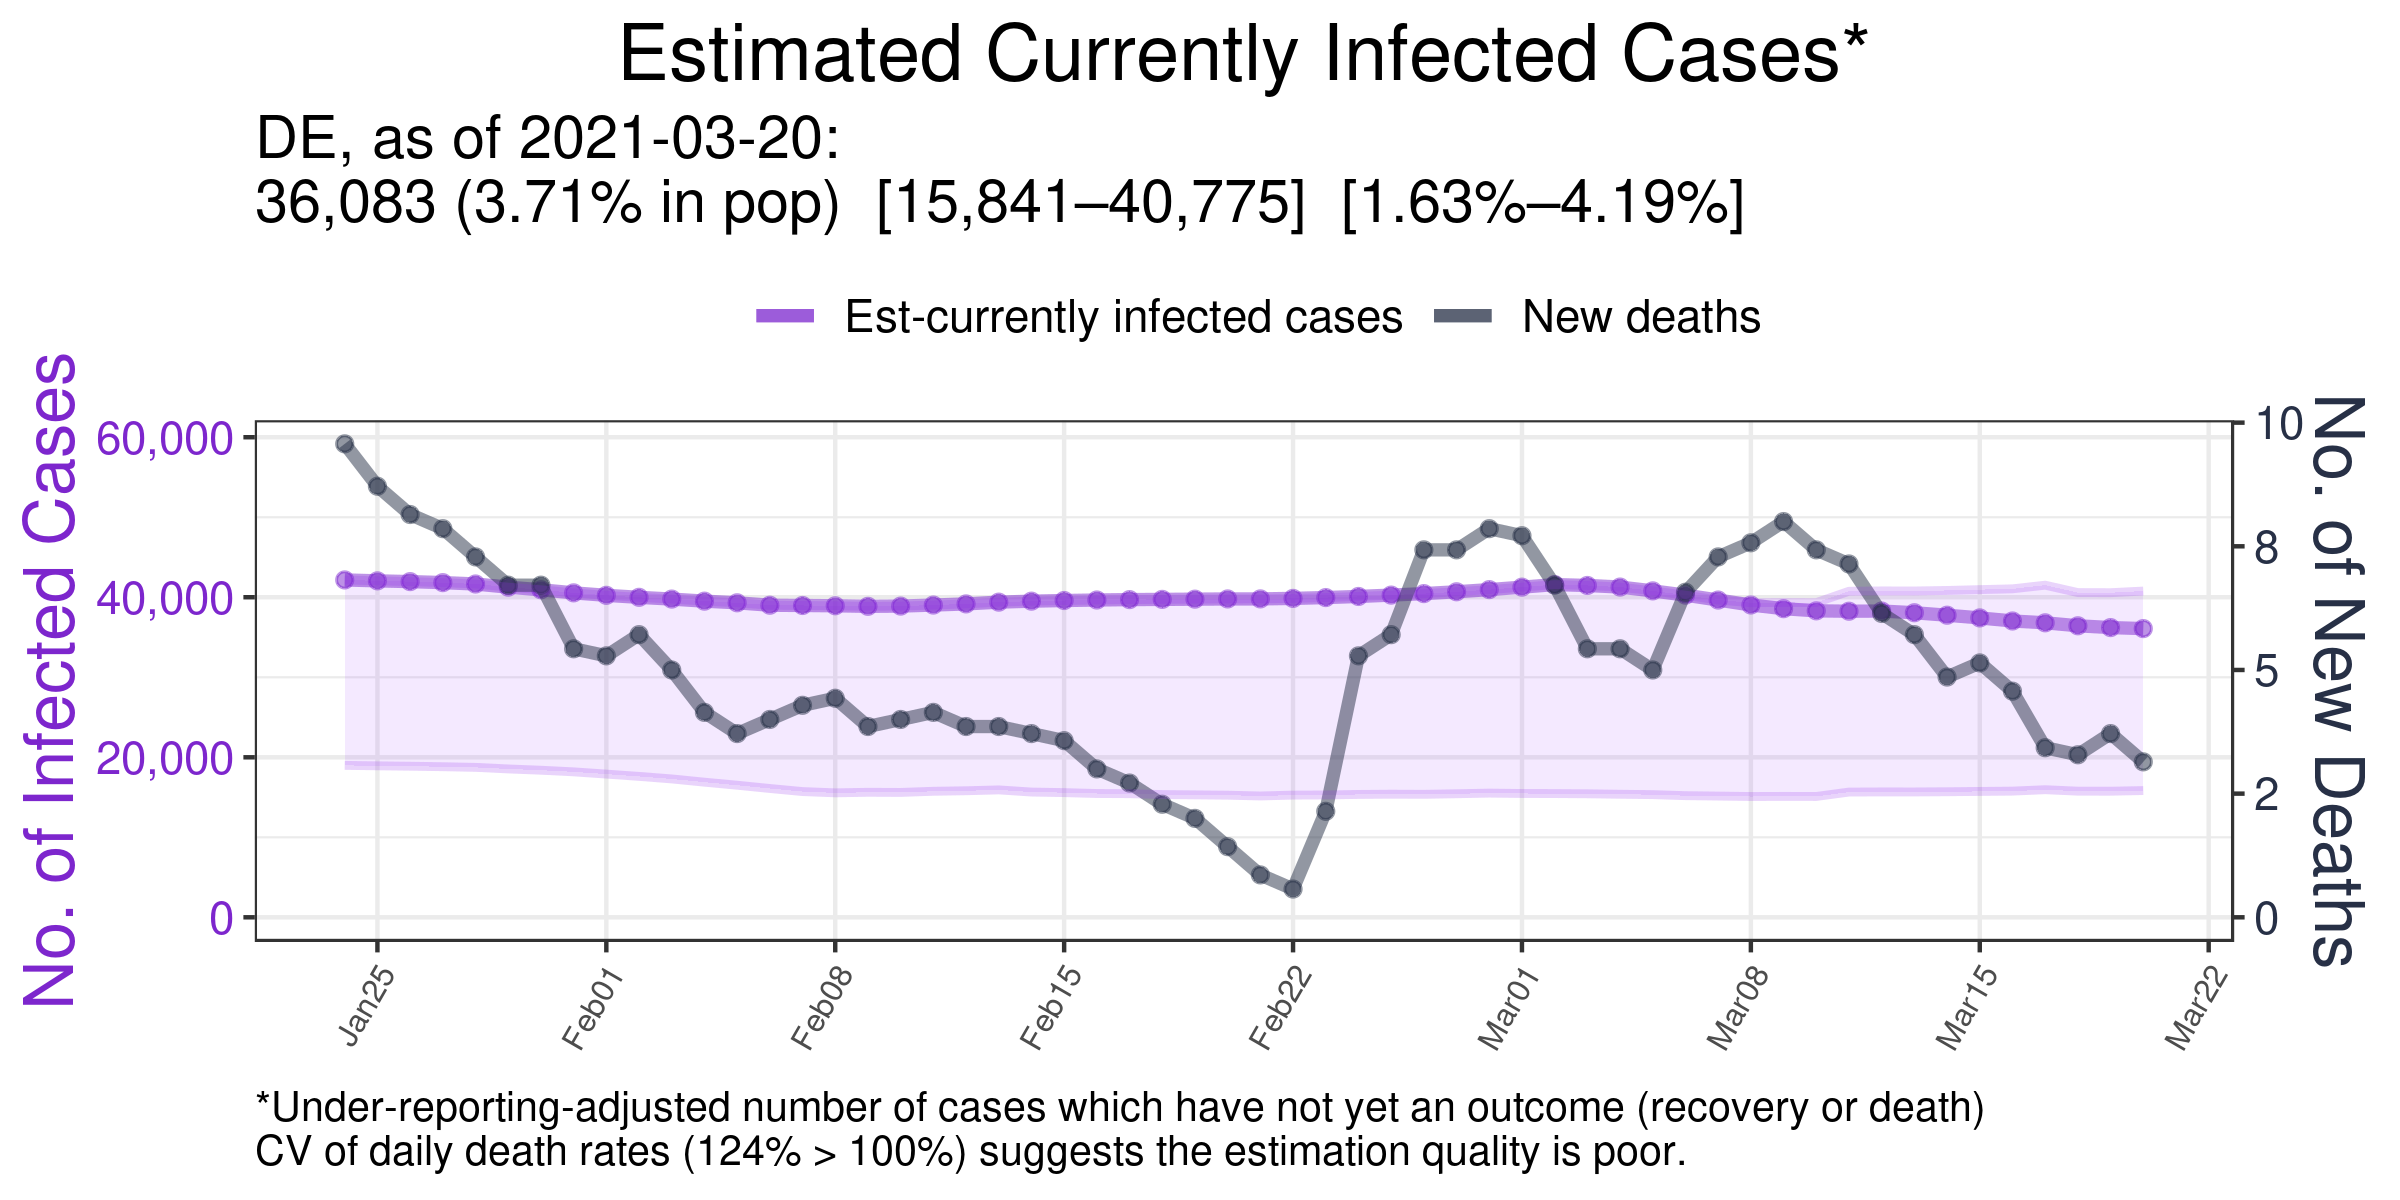 Estimated Currently Infected Cases*
DE, as of 2021-03-20:
36,083 (3.71% in pop)  [15,841–40,775]  [1.63%–4.19%]
Est-currently infected cases
New deaths
No. of Infected Cases
60,000
40,000
20,000
0
10
8
5
2
0
No. of New Deaths
Jan25
Feb01
Feb08
Feb15
Feb22
Mar01
Mar08
Mar15
Mar22
*Under-reporting-adjusted number of cases which have not yet an outcome (recovery or death)
CV of daily death rates (124% > 100%) suggests the estimation quality is poor.